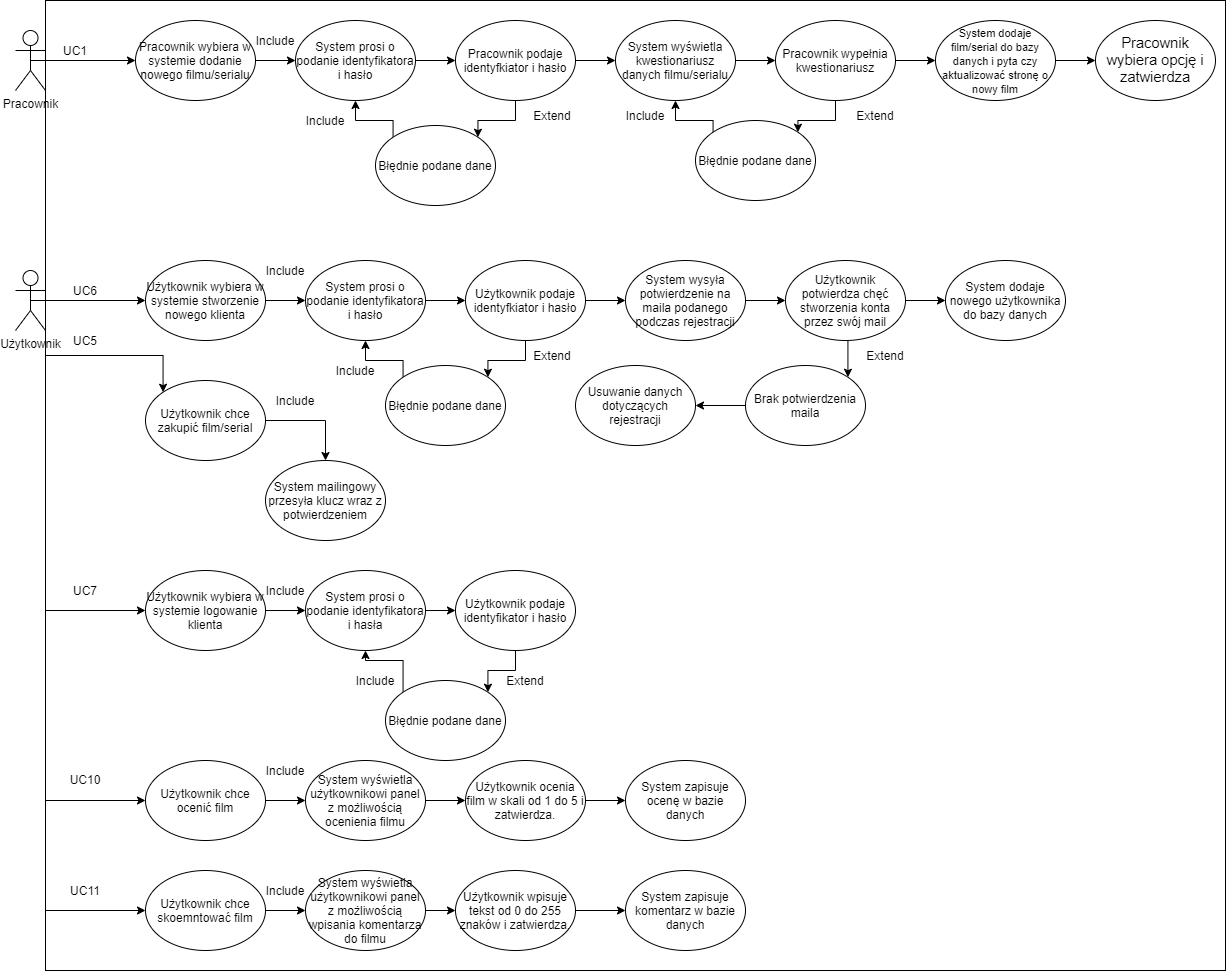 UC1
Pracownik
Pracownik wybiera w
systemie dodanie
nowego filmu/serialu
Include
System prosi o
podanie identyfikatora
i hasło
Pracownik podaje
identyfkiator i hasło
System wyświetla
kwestionariusz
danych filmu/serialu
Pracownik wypełnia
kwestionariusz
System dodaje
film/serial do bazy
danych i pyta czy
aktualizować stronę o
nowy film
Pracownik
wybiera opcję i
zatwierdza
Include
Extend
Błędnie podane dane
Include
Extend
Błędnie podane dane
UC6
Użytkownik
Użytkownik wybiera w
systemie stworzenie
nowego klienta
Include
System prosi o
podanie identyfikatora
i hasło
Użytkownik podaje
identyfkiator i hasło
System wysyła
potwierdzenie na
maila podanego
podczas rejestracji
Użytkownik
potwierdza chęć
stworzenia konta
przez swój mail
System dodaje
nowego użytkownika
do bazy danych
Include
Extend
Błędnie podane dane
Extend
Brak potwierdzenia
maila
Usuwanie danych
dotyczących
rejestracji
UC5
Użytkownik chce
zakupić film/serial
Include
System mailingowy
przesyła klucz wraz z
potwierdzeniem
UC7
Użytkownik wybiera w
systemie logowanie
klienta
Include
System prosi o
podanie identyfikatora
i hasła
Użytkownik podaje
identyfikator i hasło
Include
Extend
Błędnie podane dane
UC10
Użytkownik chce
ocenić film
Include
System wyświetla
użytkownikowi panel
z możliwością
ocenienia filmu
Użytkownik ocenia
film w skali od 1 do 5 i
zatwierdza.
System zapisuje
ocenę w bazie
danych
UC11
Użytkownik chce
skoemntować film
Include
System wyświetla
użytkownikowi panel
z możliwością
wpisania komentarza
do filmu
Użytkownik wpisuje
tekst od 0 do 255
znaków i zatwierdza.
System zapisuje
komentarz w bazie
danych